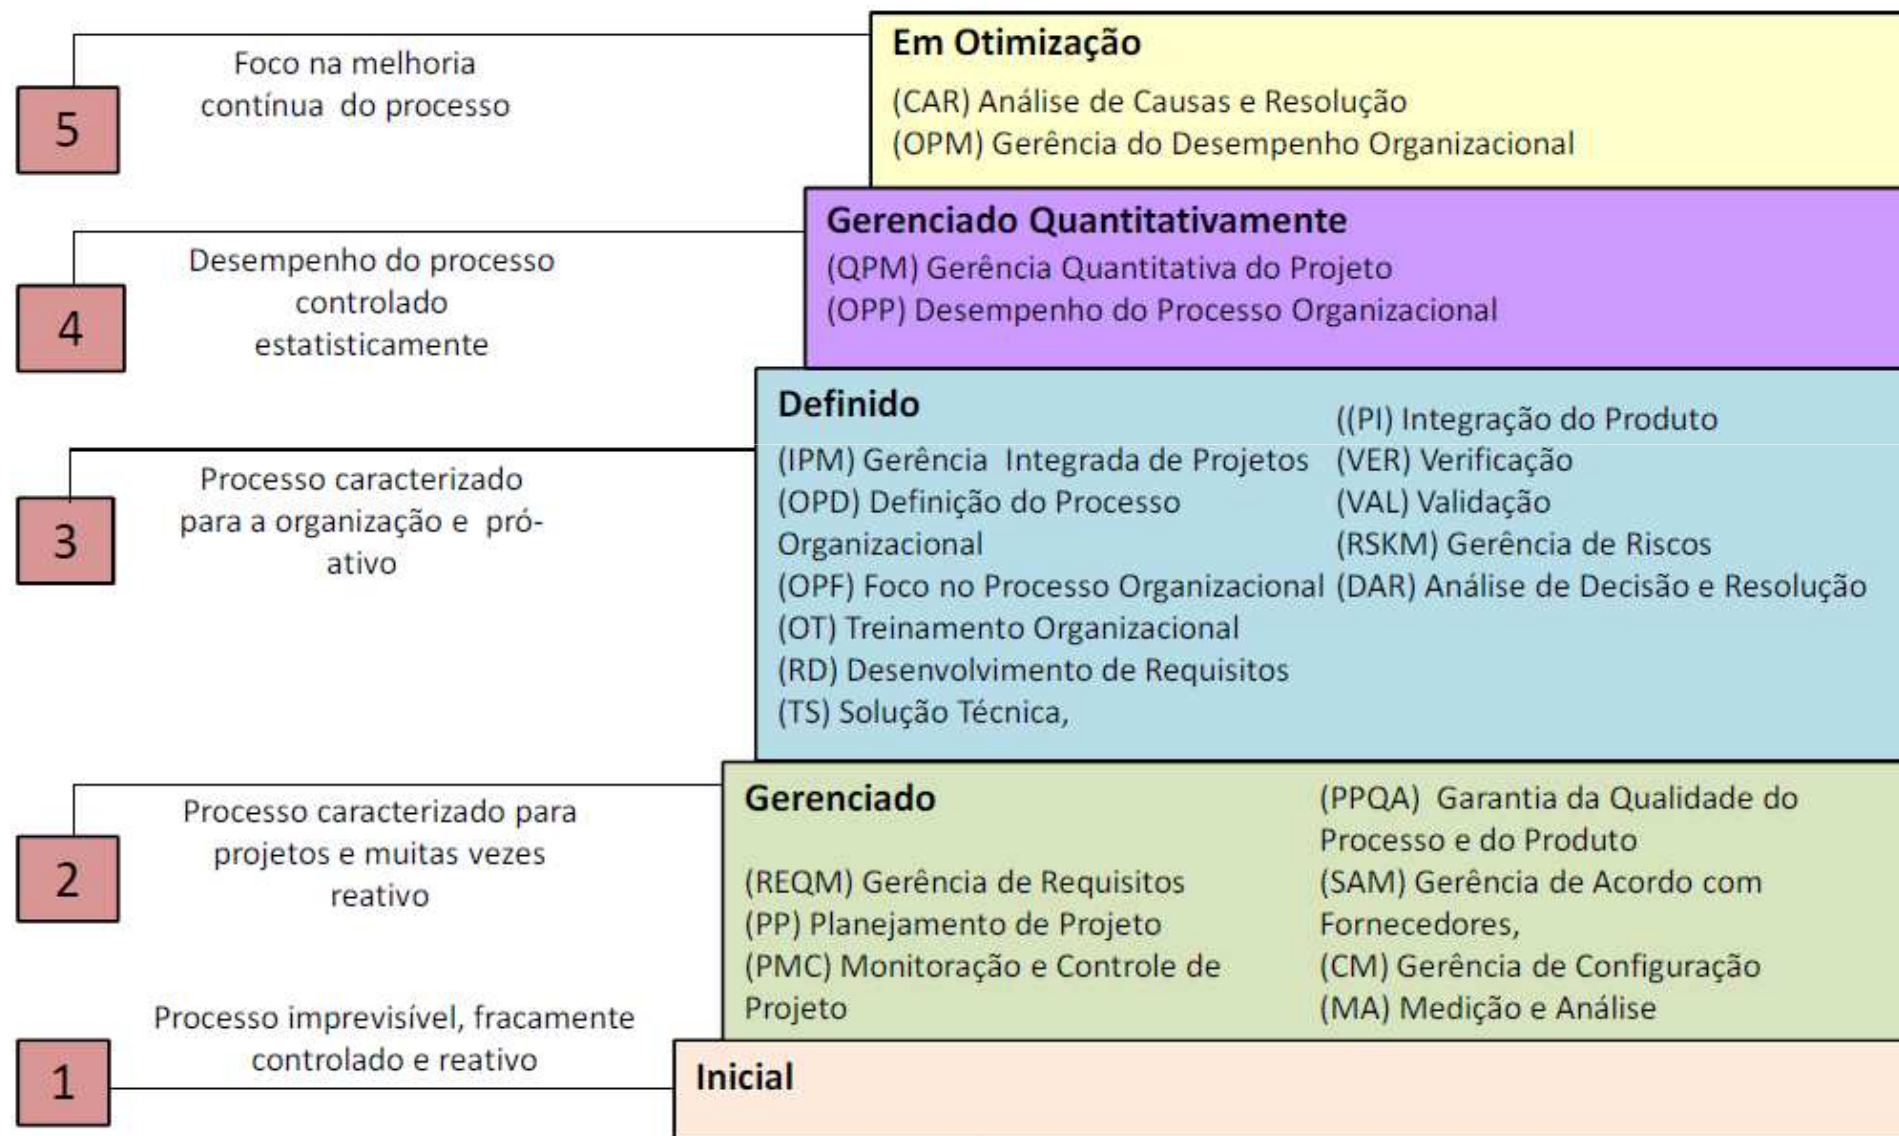 5
Foco na melhoria
contínua do processo
Em Otimização
(CAR) Análise de Causas e Resolução
(OPM) Gerência do Desempenho Organizacional
4
Desempenho do processo
controlado
estatisticamente
Gerenciado Quantitativamente
(QPM) Gerência Quantitativa do Projeto
(OPP) Desempenho do Processo Organizacional
3
Processo caracterizado
para a organização e pró-
ativo
Definido
(IPM) Gerência Integrada de Projetos
(OPD) Definição do Processo
Organizacional
(OPF) Foco no Processo Organizacional
(OT) Treinamento Organizacional
(RD) Desenvolvimento de Requisitos
(TS) Solução Técnica,
((PI) Integração do Produto
(VER) Verificação
(VAL) Validação
(RSKM) Gerência de Riscos
(DAR) Análise de Decisão e Resolução
2
Processo caracterizado para
projetos e muitas vezes
reativo
Gerenciado
(REQM) Gerência de Requisitos
(PP) Planejamento de Projeto
(PMC) Monitoração e Controle de
Projeto
(PPQA) Garantia da Qualidade do
Processo e do Produto
(SAM) Gerência de Acordo com
Fornecedores,
(CM) Gerência de Configuração
(MA) Medição e Análise
1
Processo imprevisível, fracamente
controlado e reativo
Inicial